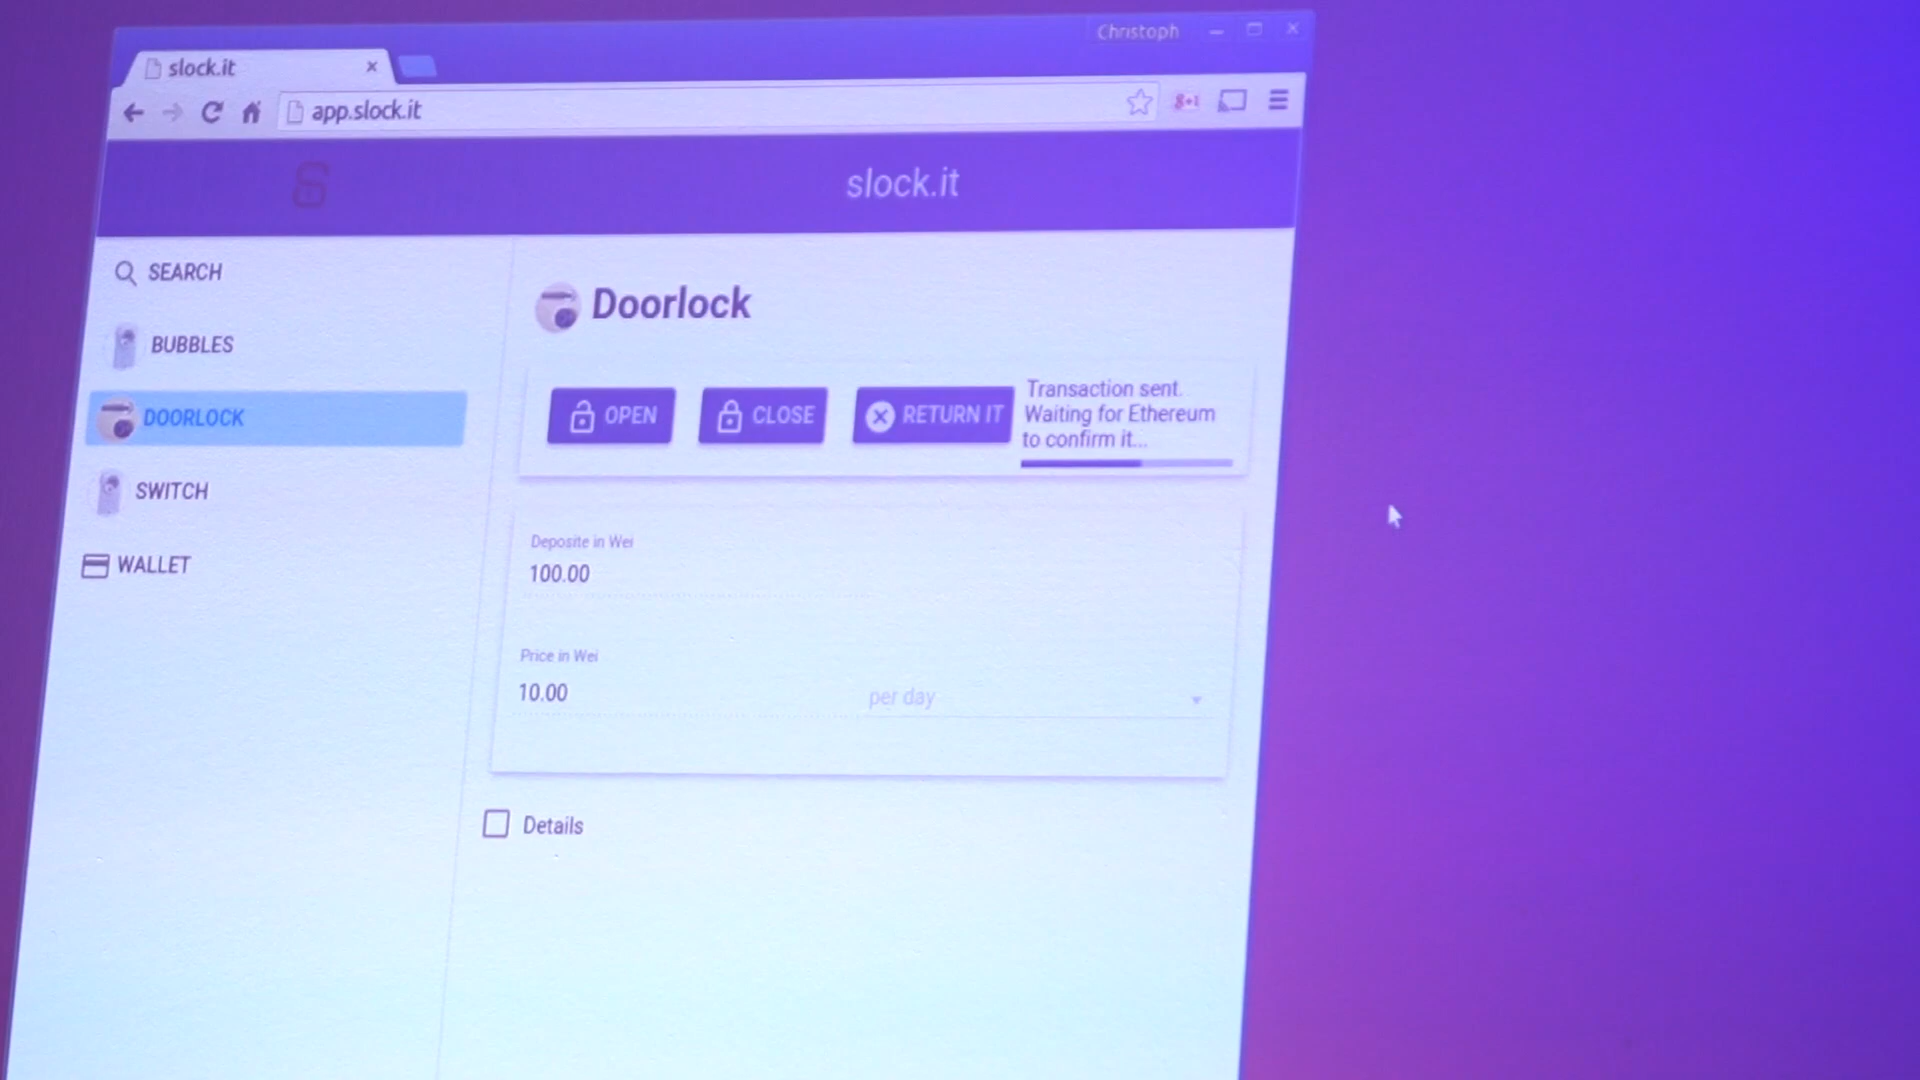 Christoph
slock.it
app.slock.it
slock.it
SEARCH
BUBBLES
DOORLOCK
SWITCH
WALLET
Doorlock
OPEN
CLOSE
RETURN IT
Transaction sent.
Waiting for Ethereum
to confirm it...
Deposite in Wei
100.00
Price in Wei
10.00
per day
Details